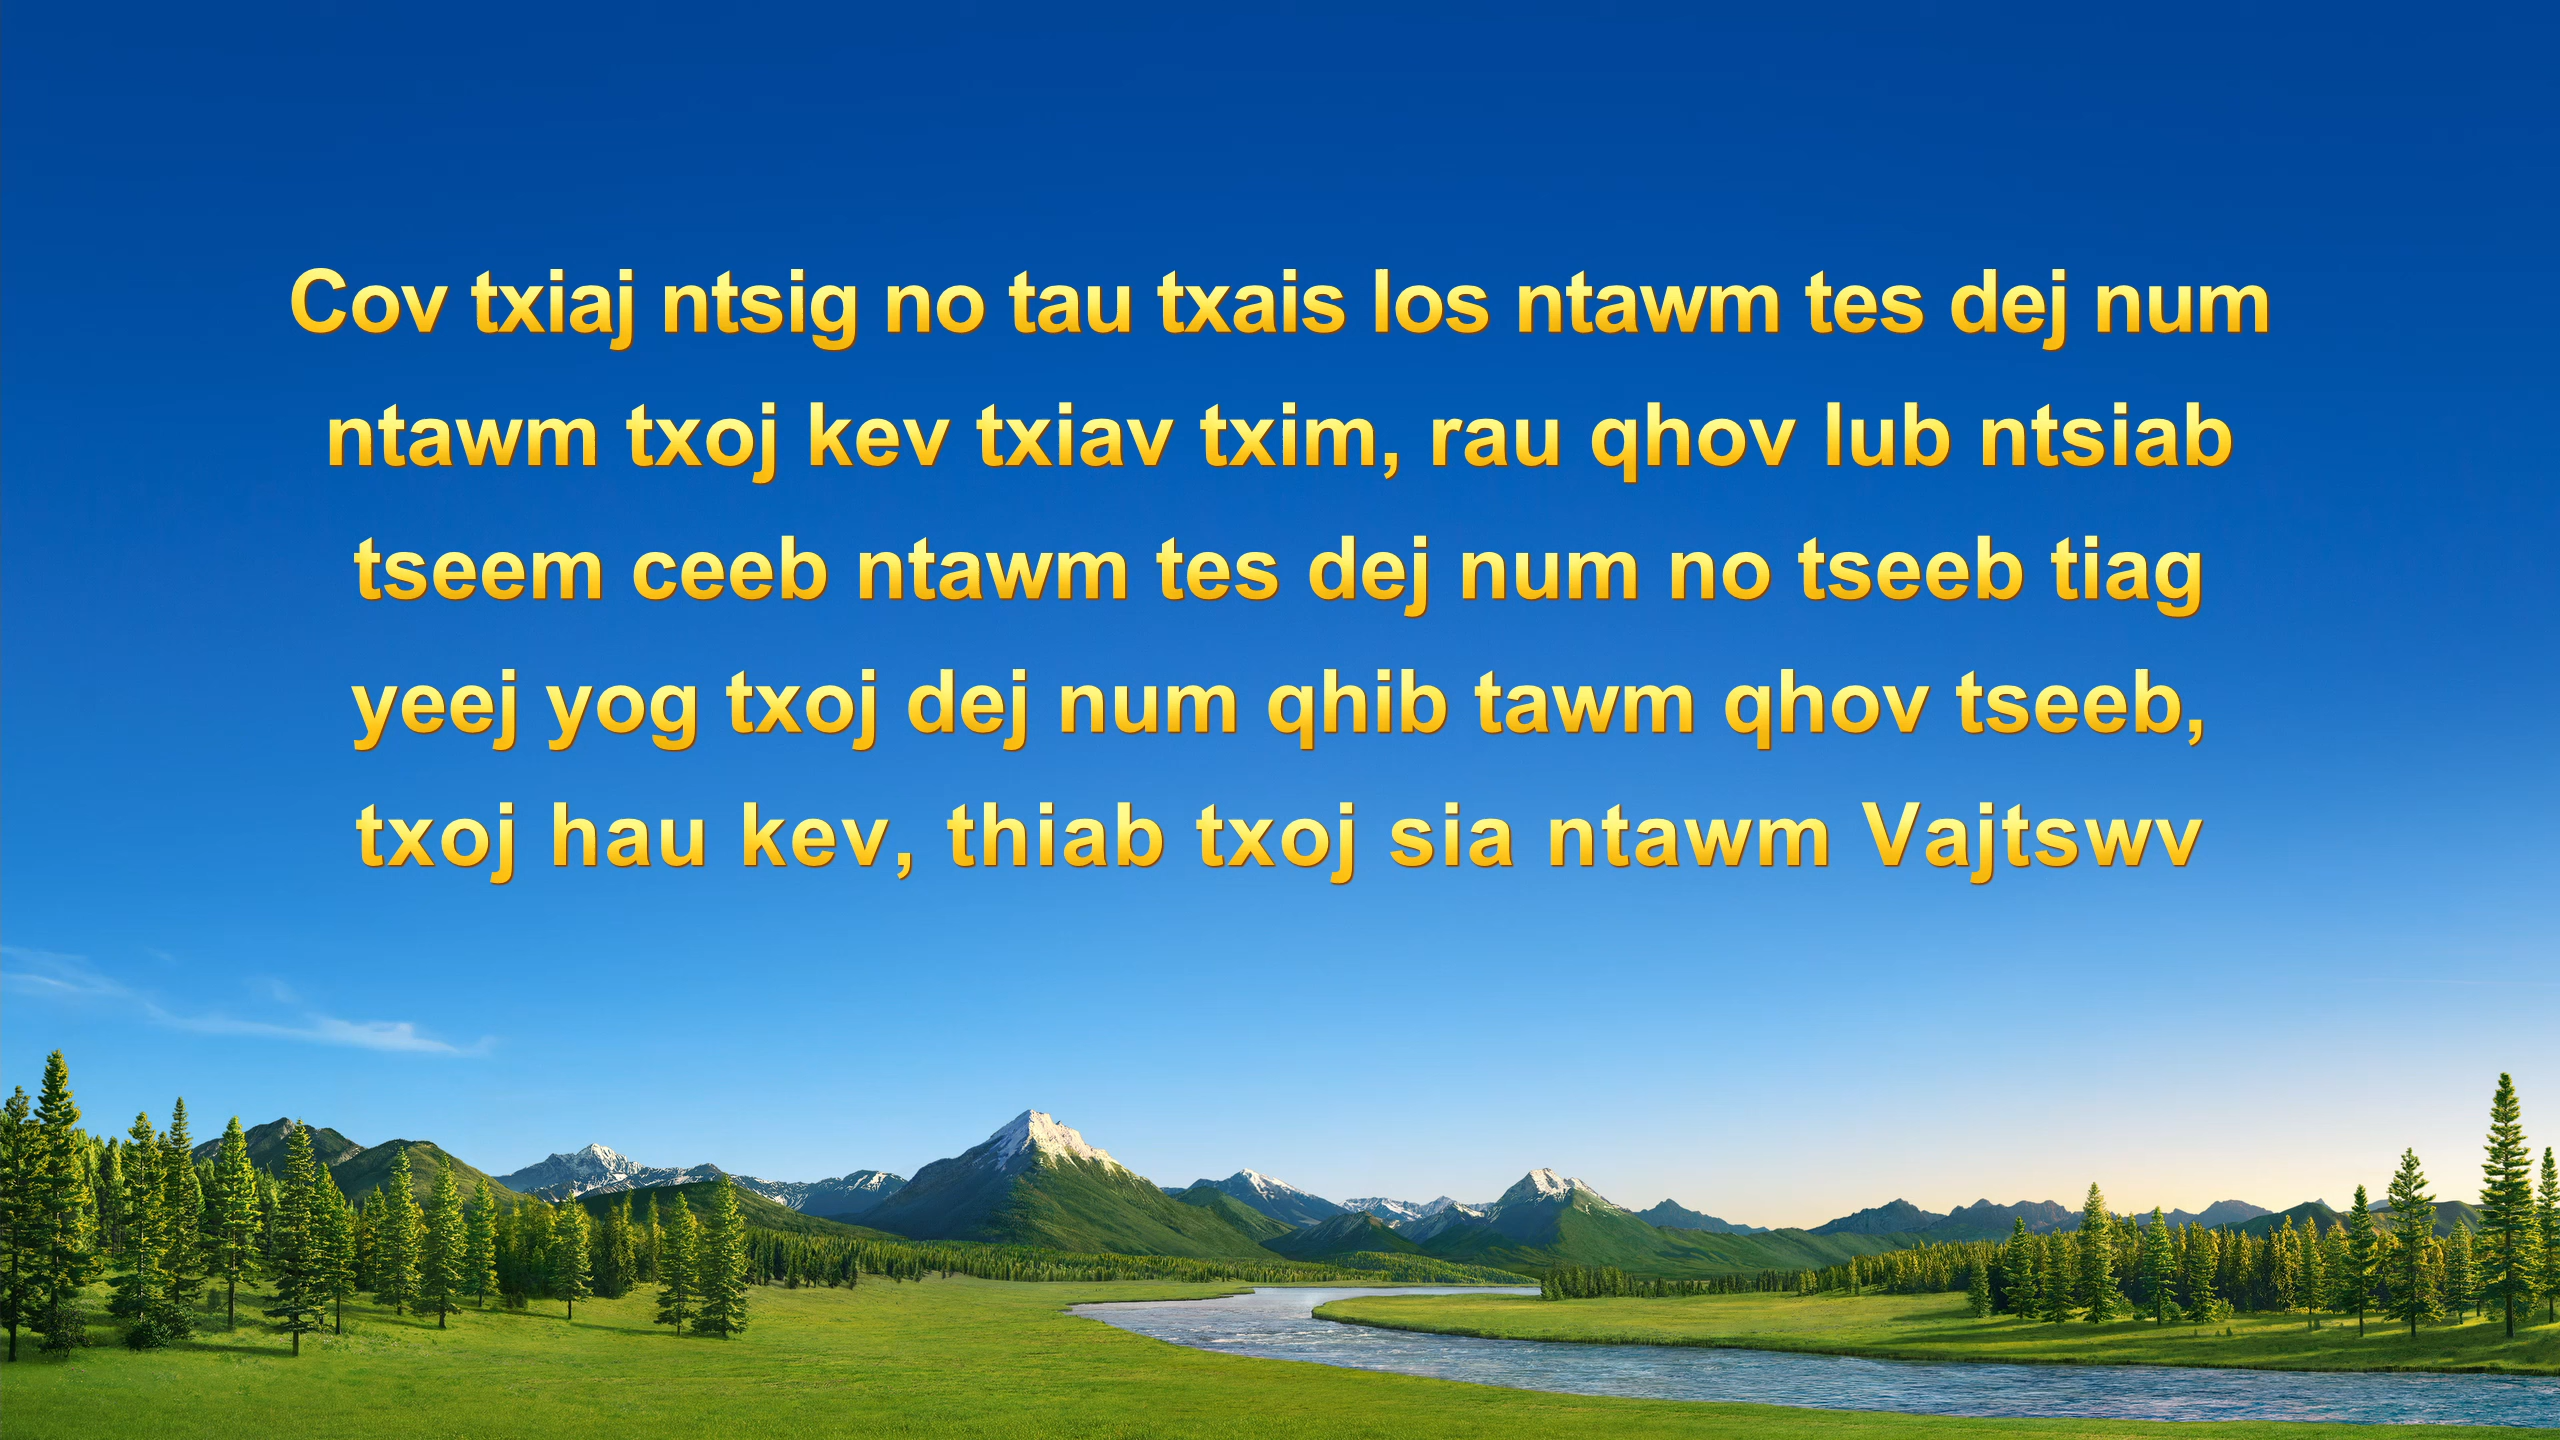 Cov txiaj ntsig no tau txais los ntawm tes dej num
ntawm txoj kev txiav txim, rau qhov lub ntsiab
tseem ceeb ntawm tes dej num no tseeb tiag
yeej yog txoj dej num qhib tawm qhov tseeb,
txoj hau kev, thiab txoj sia ntawm Vajtswv